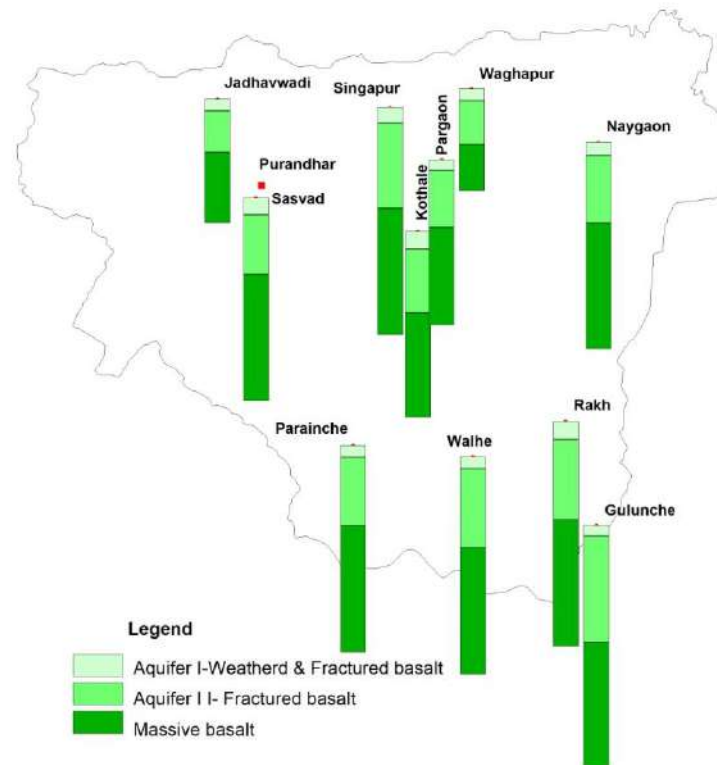 Jadhavwadi
Singapur
Waghapur
Pargaon
Naygaon
Purandhar
Sasvad
Kothale
Rakh
Parainche
Walhe
Gulunche
Legend
Aquifer I-Weatherd & Fractured basalt
Aquifer I I- Fractured basalt
Massive basalt